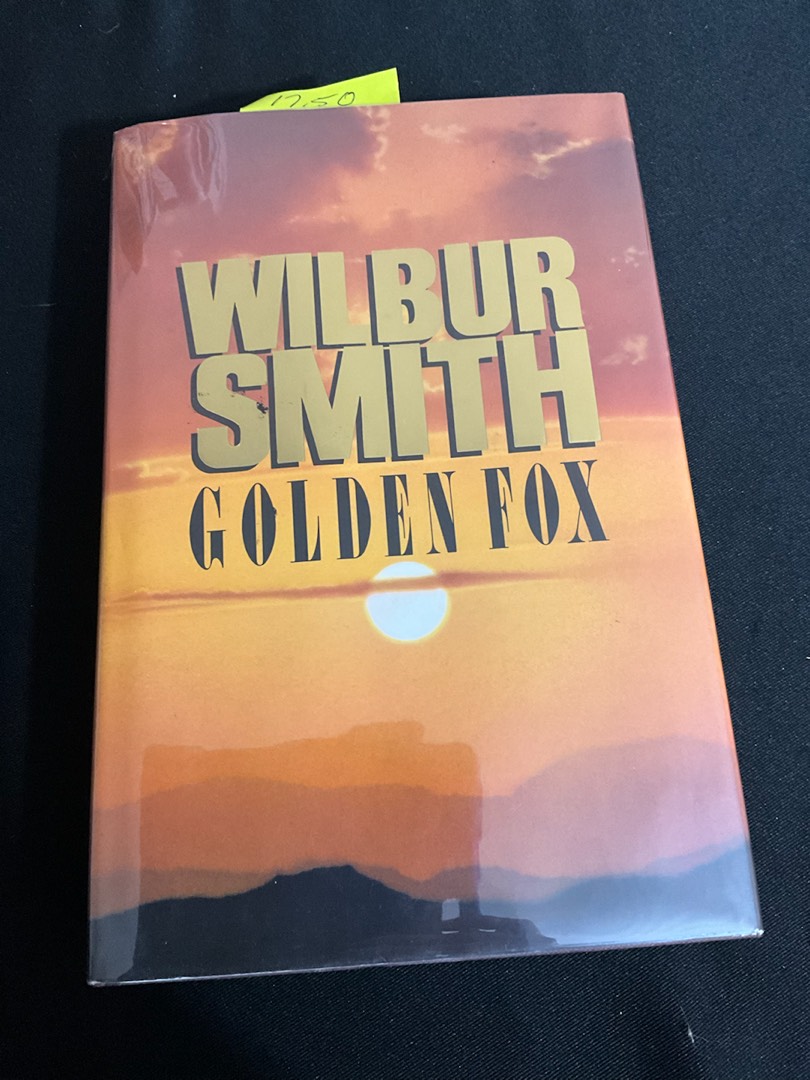 17.50
WILBUR
SMITH
GOLDEN FOX